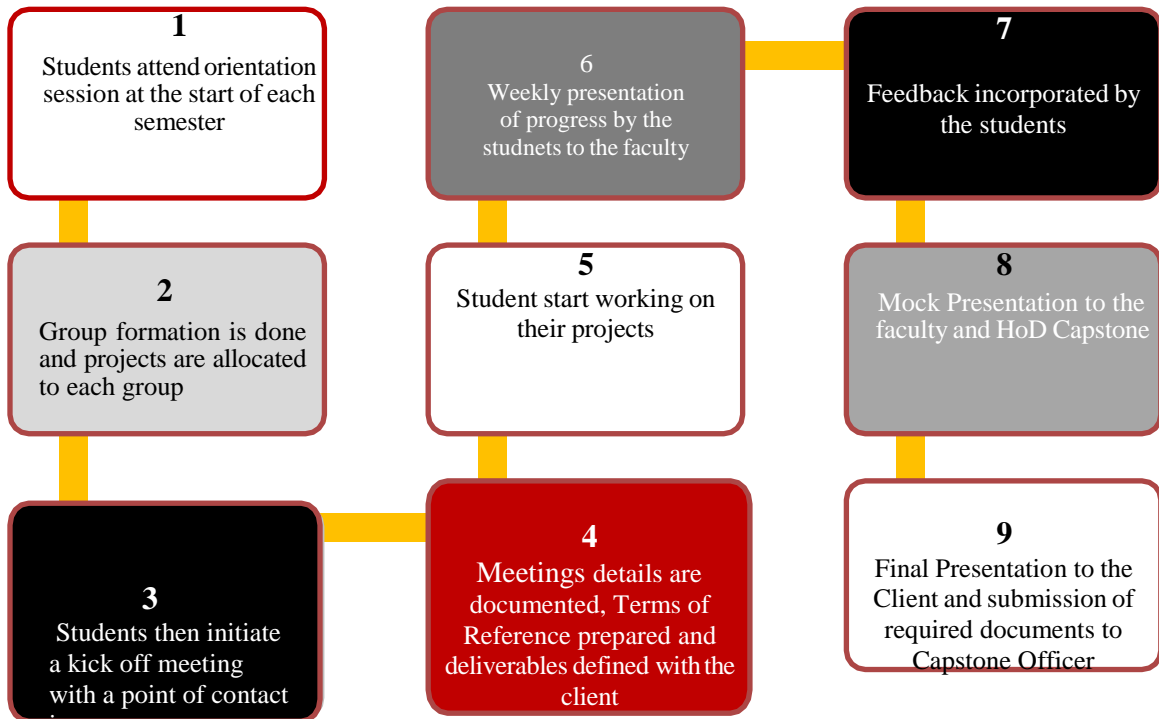 1
Students attend orientation
session at the start of each
semester
2
Group formation is done
and projects are allocated
to each group
3
Students then initiate
a kick off meeting
with a point of contact
4
Meetings details are
documented, Terms of
Reference prepared and
deliverables defined with the
client
5
Student start working on
their projects
6
Weekly presentation
of progress by the
studnets to the faculty
7
Feedback incorporated by
the students
8
Mock Presentation to the
faculty and HoD Capstone
9
Final Presentation to the
Client and submission of
required documents to
Capstone Officer